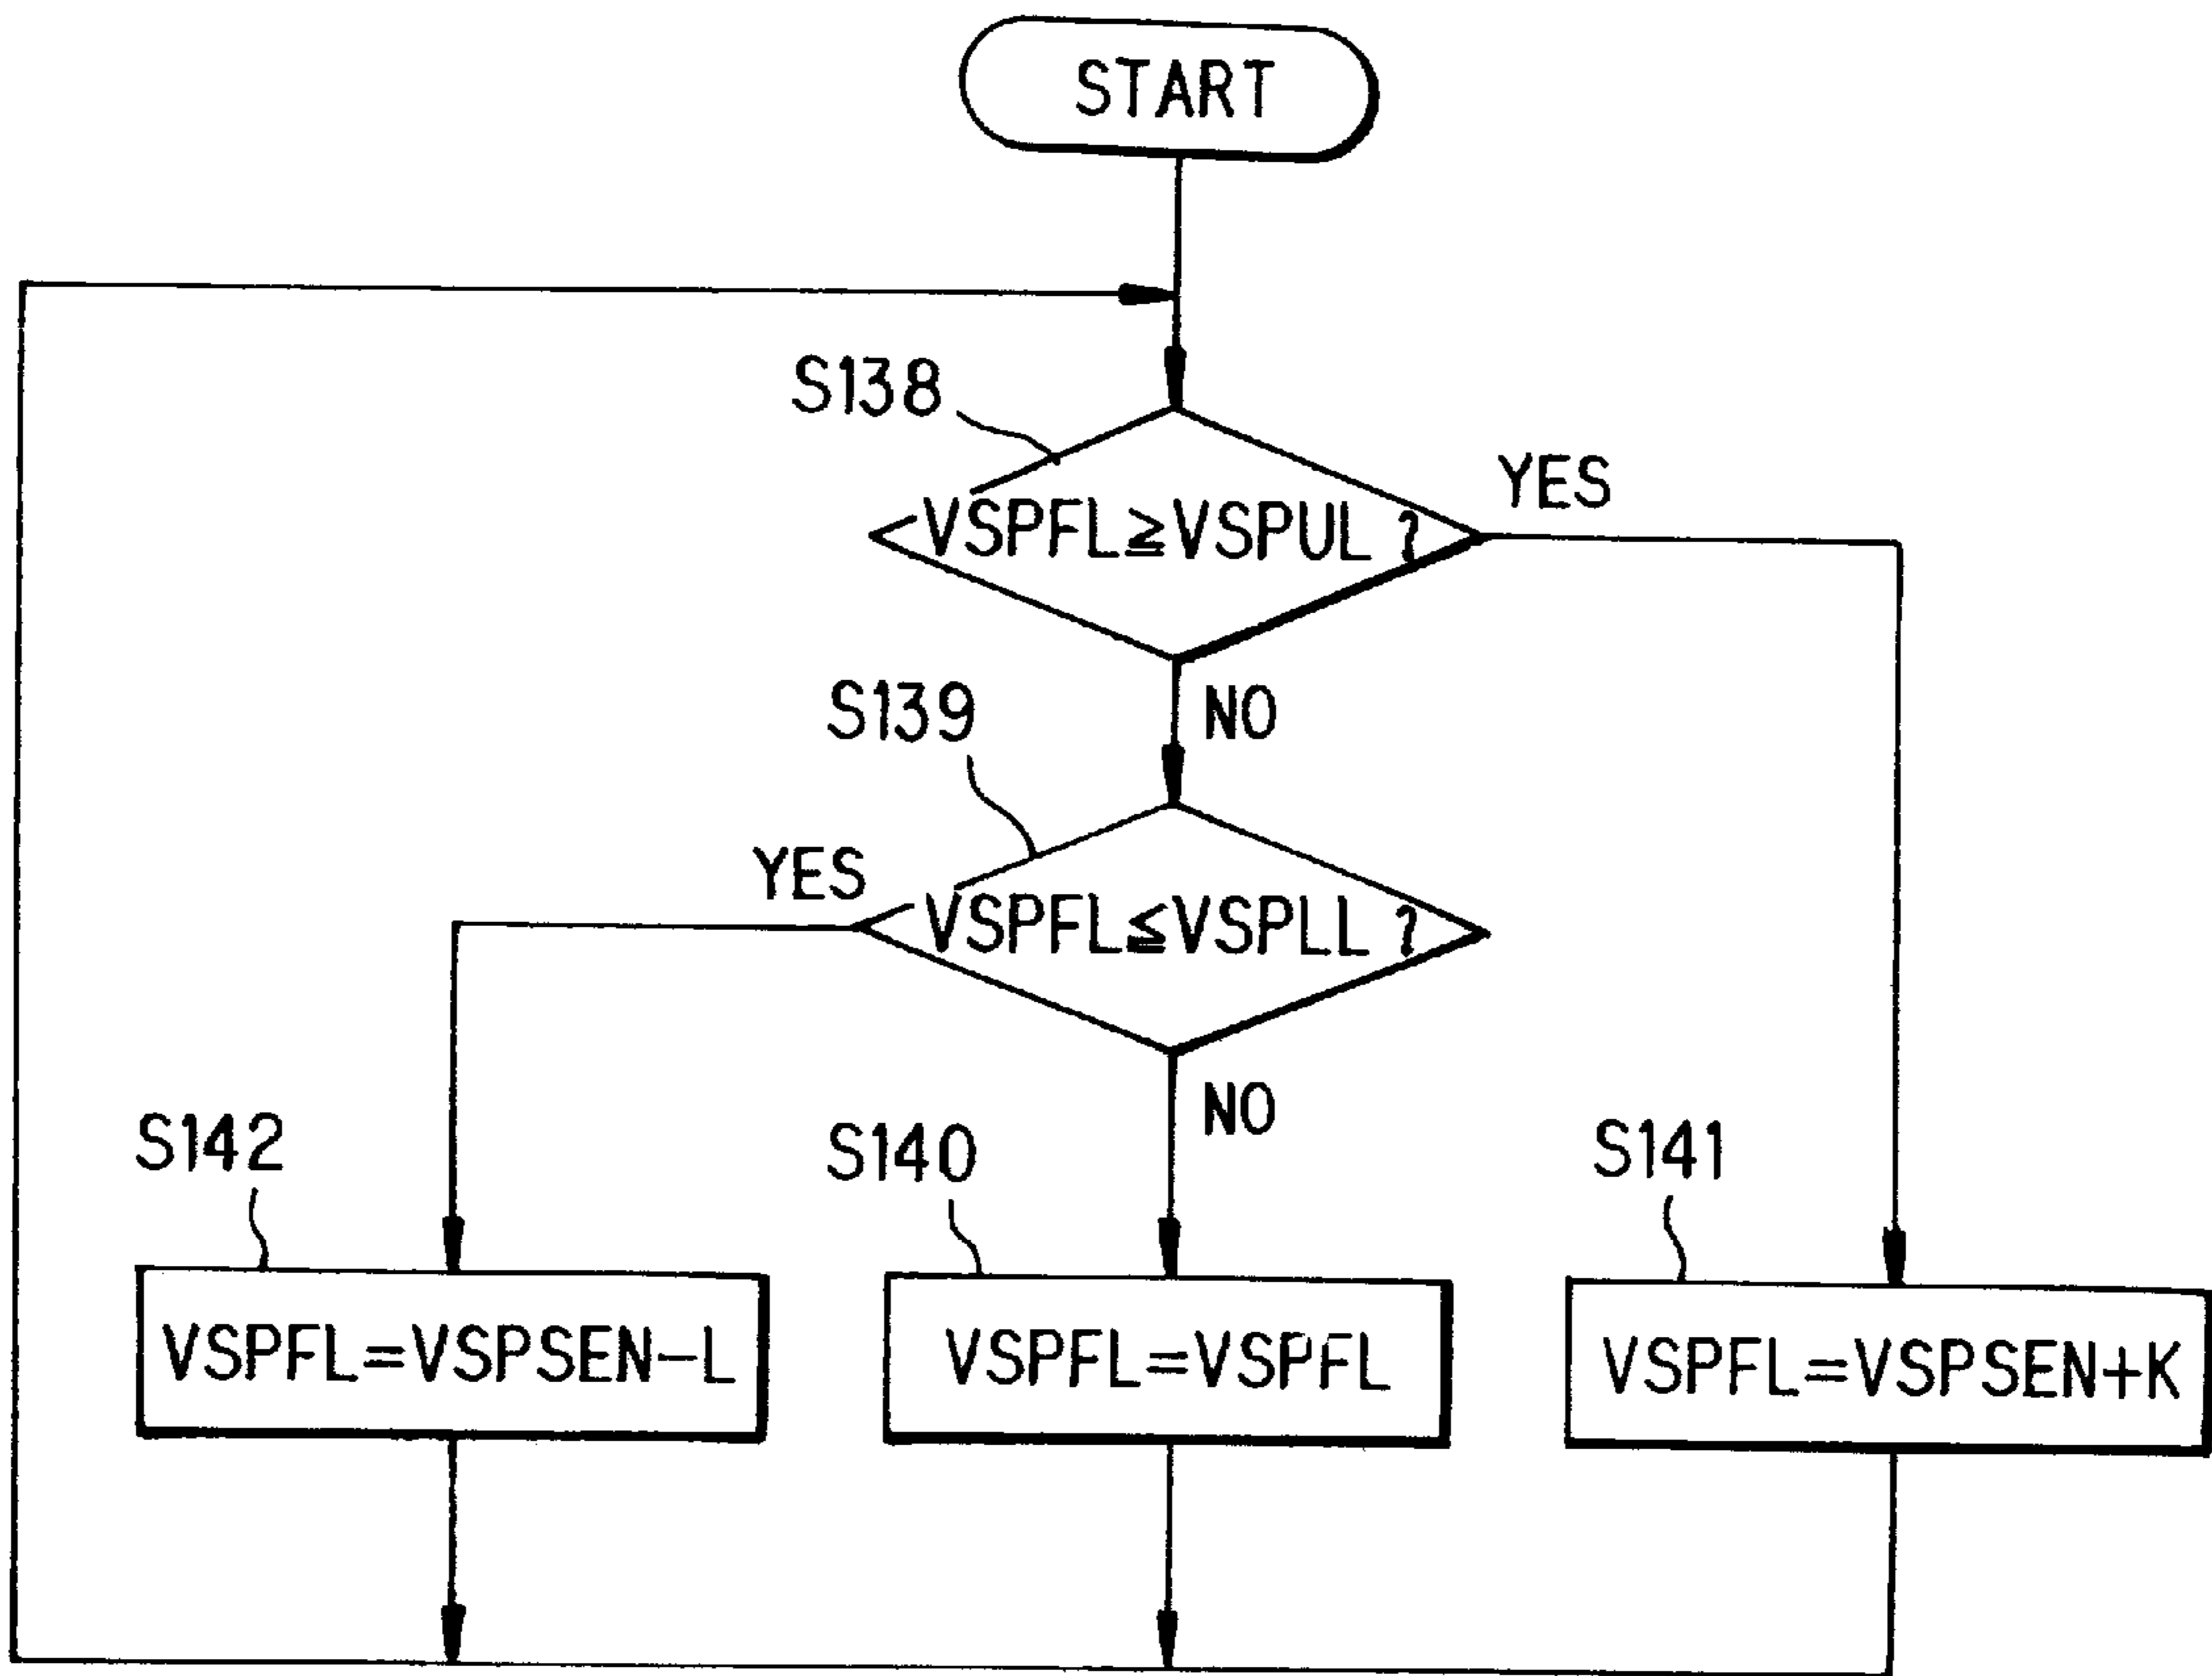 START
S138
VSPFL≧VSPUL ?
YES
NO
S139
YES
VSPFL≦VSPLL ?
NO
S142
S140
S141
VSPFL=VSPSEN-L
VSPFL=VSPFL
VSPFL=VSPSEN+K